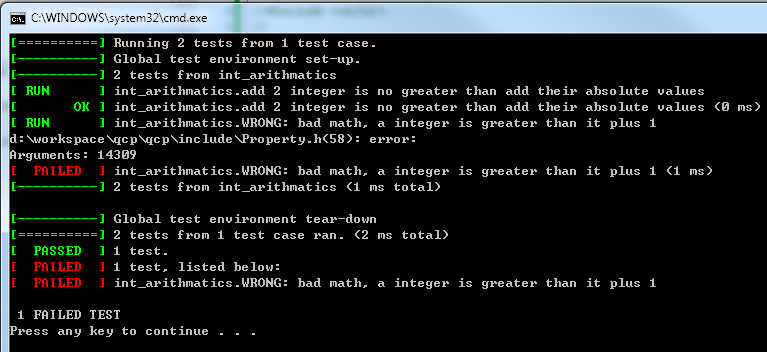 C:\WINDOWS\system32\cmd.exe
[==========] Running 2 tests from 1 test case.
[----------] Global test environment set-up.
[----------] 2 tests from int_arithmatics
[ RUN      ] int_arithmatics.add 2 integer is no greater than add their absolute values
[       OK ] int_arithmatics.add 2 integer is no greater than add their absolute values (0 ms)
[ RUN      ] int_arithmatics.WRONG: bad math, a integer is greater than it plus 1
d:\workspace\qcp\qcp\include\Property.h(58): error:
Arguments: 14309
[  FAILED  ] int_arithmatics.WRONG: bad math, a integer is greater than it plus 1 (1 ms)
[----------] 2 tests from int_arithmatics (1 ms total)
[----------] Global test environment tear-down
[==========] 2 tests from 1 test case ran. (2 ms total)
[  PASSED  ] 1 test.
[  FAILED  ] 1 test, listed below:
[  FAILED  ] int_arithmatics.WRONG: bad math, a integer is greater than it plus 1
1 FAILED TEST
Press any key to continue . . .